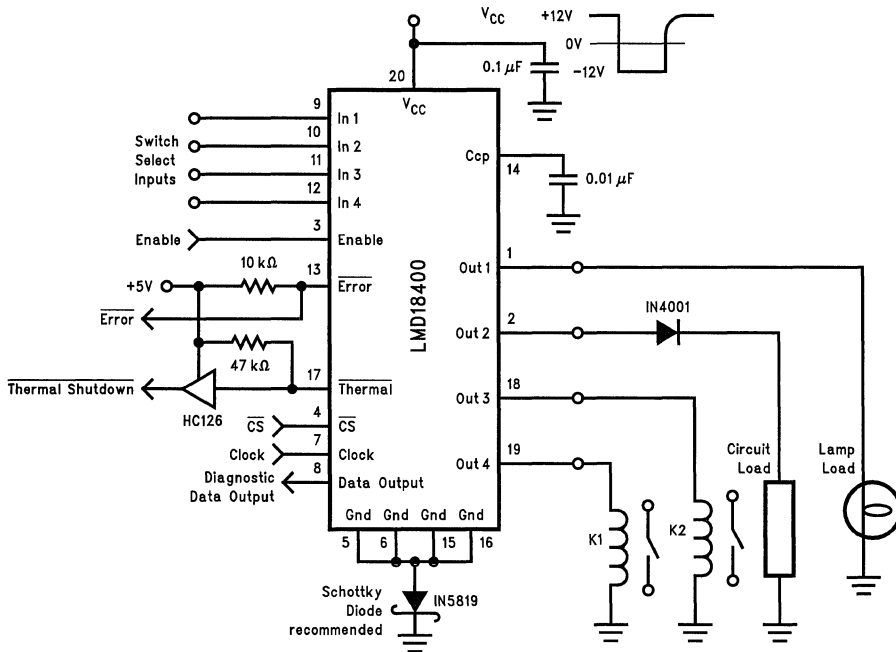 V_CC
+12V
0V
-12V
0.1 μF
20
V_CC
9
In 1
10
In 2
11
In 3
12
In 4
Switch
Select
Inputs
3
Enable
Enable
Ccp
14
0.01 μF
10 kΩ
13
+5V
Error
Error
47 kΩ
17
Thermal Shutdown
Thermal
HC126
4
CS
CS
7
Clock
Clock
8
Diagnostic
Data Output
Data Output
LMD18400
1
Out 1
IN4001
2
Out 2
18
Out 3
19
Out 4
Circuit
Load
Lamp
Load
K1
K2
Gnd Gnd Gnd Gnd
5 6 15 16
Schottky
Diode
recommended
IN5819